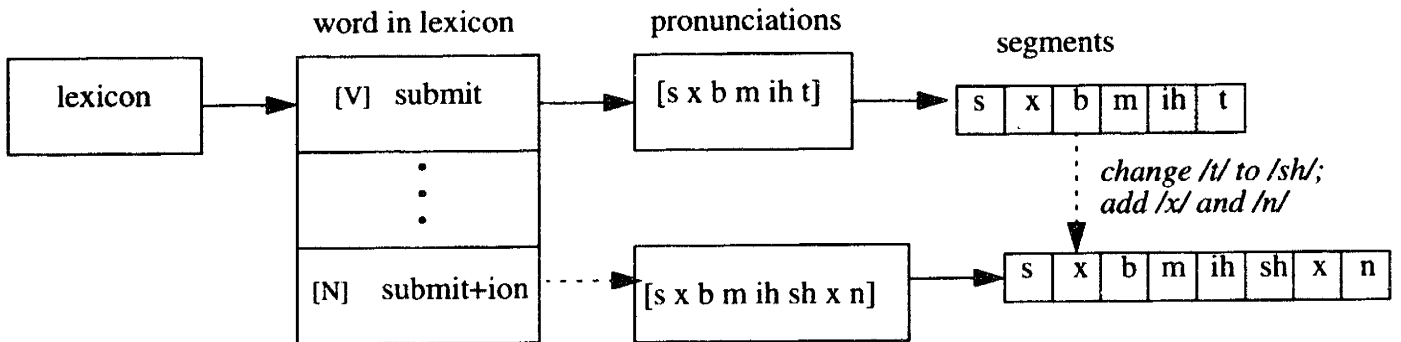 word in lexicon
pronunciations
segments
lexicon
[V] submit
[s x b m ih t]
s x b m ih t
change /t/ to /sh/;
add /x/ and /n/
[N] submit+ion
[s x b m ih sh x n]
s x b m ih sh x n